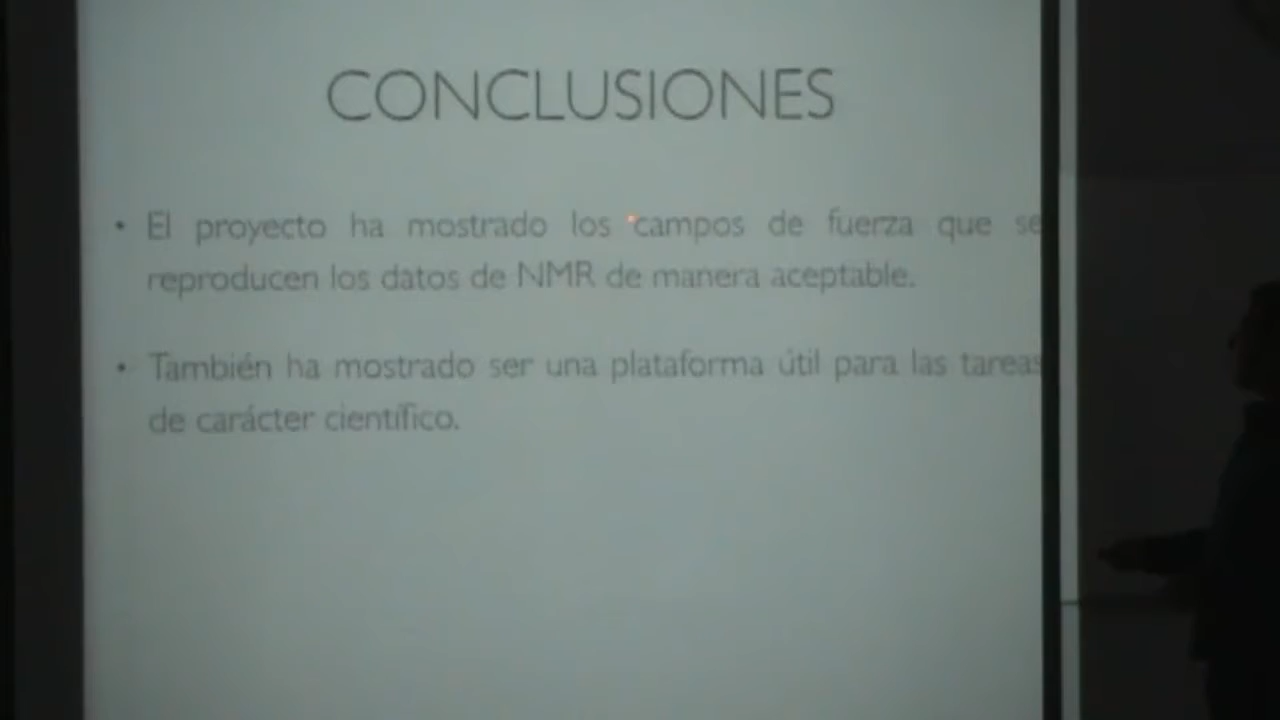 CONCLUSIONES
• El proyecto ha mostrado los campos de fuerza que se
reproducen los datos de NMR de manera aceptable.
• También ha mostrado ser una plataforma útil para las tareas
de carácter científico.